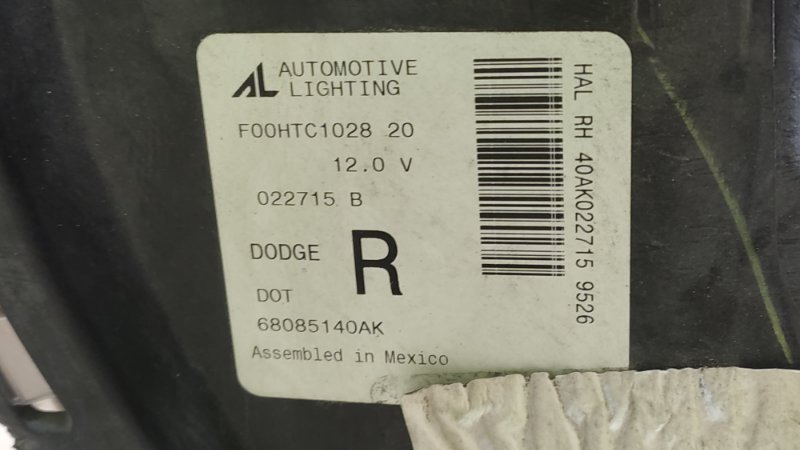 AL AUTOMOTIVE
LIGHTING
F00HTC1028 20
12.0 V
022715 B
DODGE R
DOT
68085140AK
Assembled in Mexico
HAL RH 40AK022715 9526